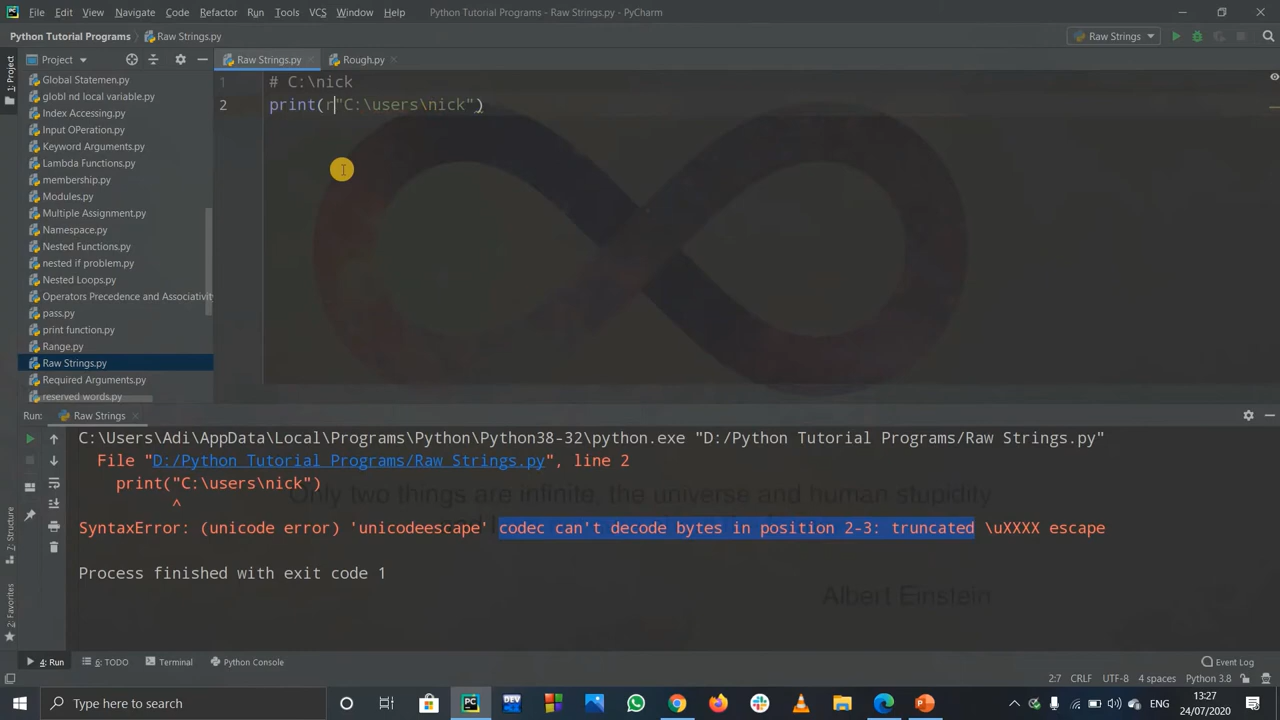 File Edit View Navigate Code Refactor Run Tools VCS Window Help Python Tutorial Programs - Raw Strings.py - PyCharm
Python Tutorial Programs Raw Strings.py Raw Strings
Project Raw Strings.py Rough.py
1: Project
Global Statemen.py
globl nd local variable.py
Index Accessing.py
Input OPeration.py
Keyword Arguments.py
Lambda Functions.py
membership.py
Modules.py
Multiple Assignment.py
Namespace.py
Nested Functions.py
nested if problem.py
Nested Loops.py
Operators Precedence and Associativity
pass.py
print function.py
Range.py
Raw Strings.py
Required Arguments.py
reserved words.py
1 # C:\nick
2 print(r"C:\users\nick")
Run: Raw Strings
C:\Users\Adi\AppData\Local\Programs\Python\Python38-32\python.exe "D:/Python Tutorial Programs/Raw Strings.py"
File "D:/Python Tutorial Programs/Raw Strings.py", line 2
print("C:\users\nick")
^
Only two things are infinite, the universe and human stupidity
SyntaxError: (unicode error) 'unicodeescape' codec can't decode bytes in position 2-3: truncated \uXXXX escape
Process finished with exit code 1
Albert Einstein
7: Structure
2: Favorites
4: Run 6: TODO Terminal Python Console Event Log
2:7 CRLF UTF-8 4 spaces Python 3.8
Type here to search
DEV
ENG
13:27
24/07/2020